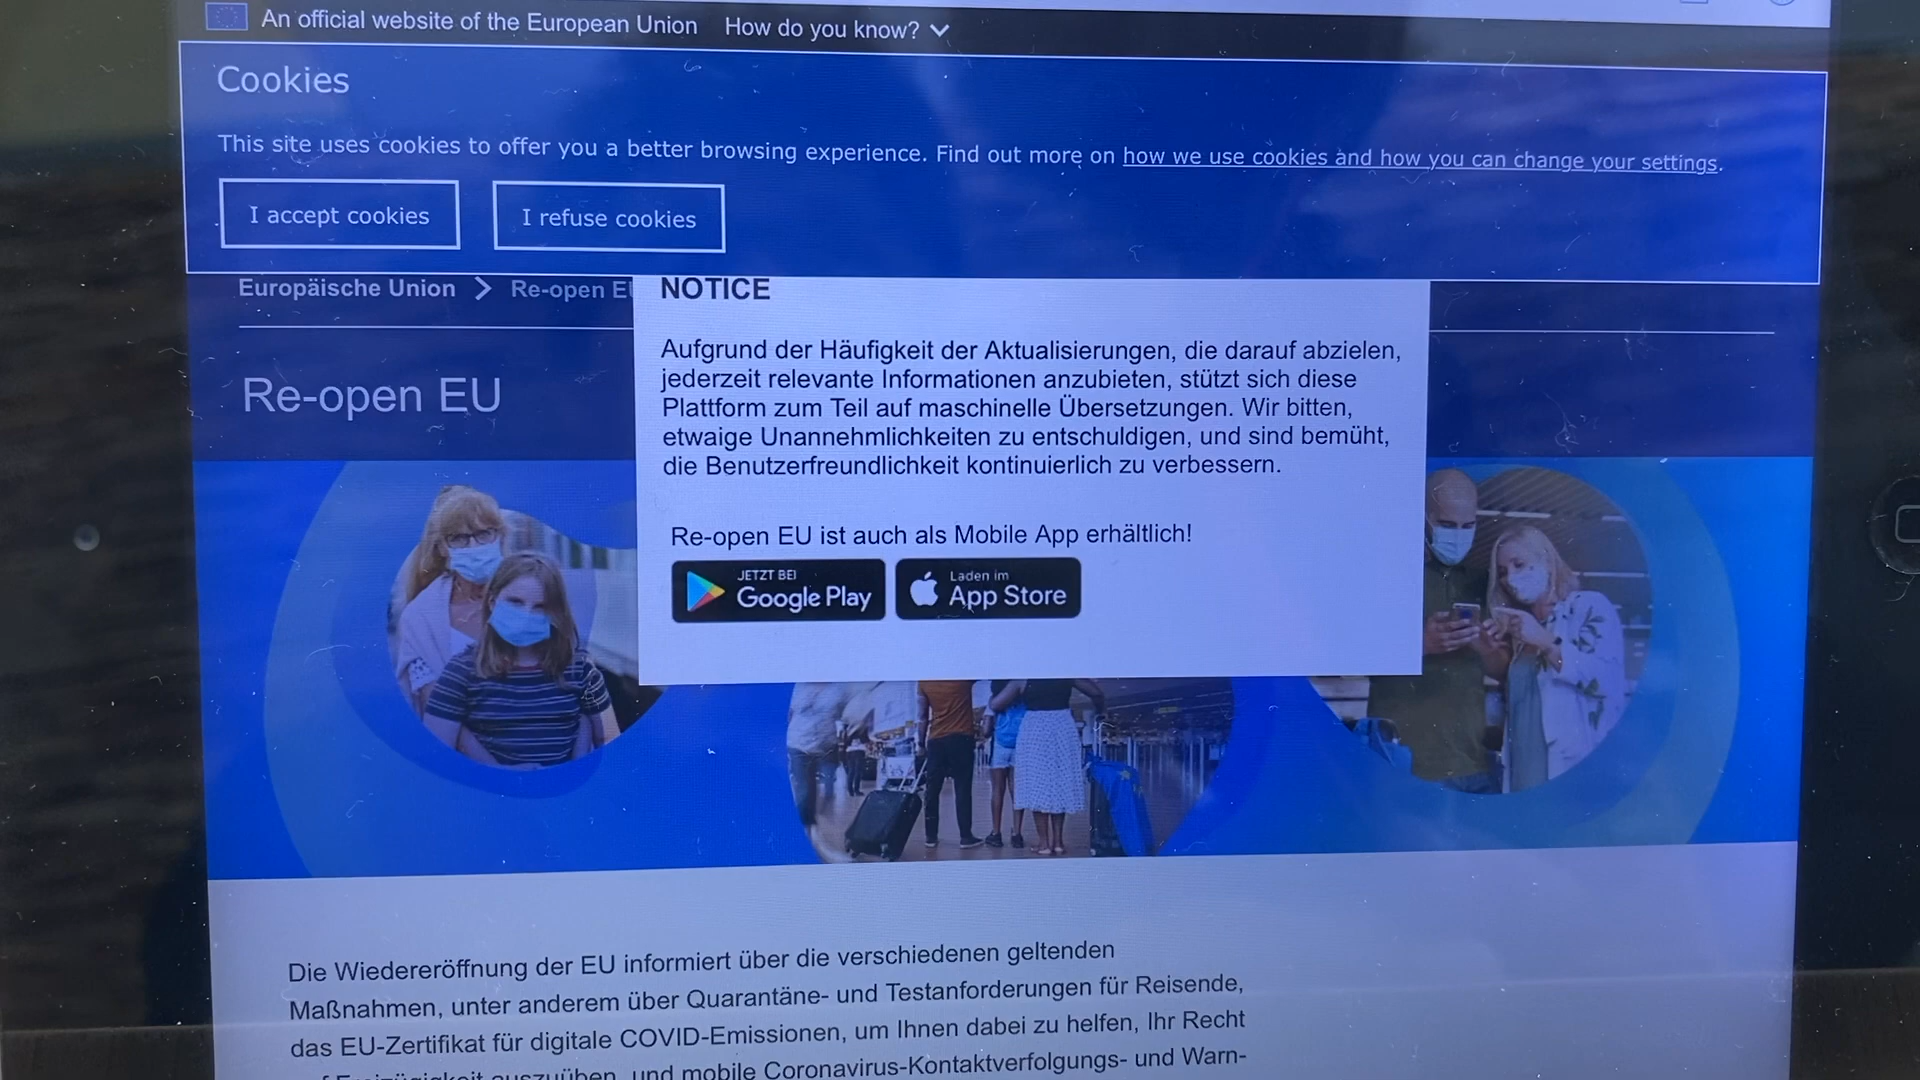 An official website of the European Union How do you know?
Cookies
This site uses cookies to offer you a better browsing experience. Find out more on how we use cookies and how you can change your settings.
I accept cookies
I refuse cookies
Europäische Union
Re-open
NOTICE
Aufgrund der Häufigkeit der Aktualisierungen, die darauf abzielen,
jederzeit relevante Informationen anzubieten, stützt sich diese
Plattform zum Teil auf maschinelle Übersetzungen. Wir bitten,
etwaige Unannehmlichkeiten zu entschuldigen, und sind bemüht,
die Benutzerfreundlichkeit kontinuierlich zu verbessern.
Re-open EU
Re-open EU ist auch als Mobile App erhältlich!
JETZT BEI
Google Play
Laden im
App Store
Die Wiedereröffnung der EU informiert über die verschiedenen geltenden
Maßnahmen, unter anderem über Quarantäne- und Testanforderungen für Reisende,
das EU-Zertifikat für digitale COVID-Emissionen, um Ihnen dabei zu helfen, Ihr Recht
auszuüben, und mobile Coronavirus-Kontaktverfolgungs- und Warn-